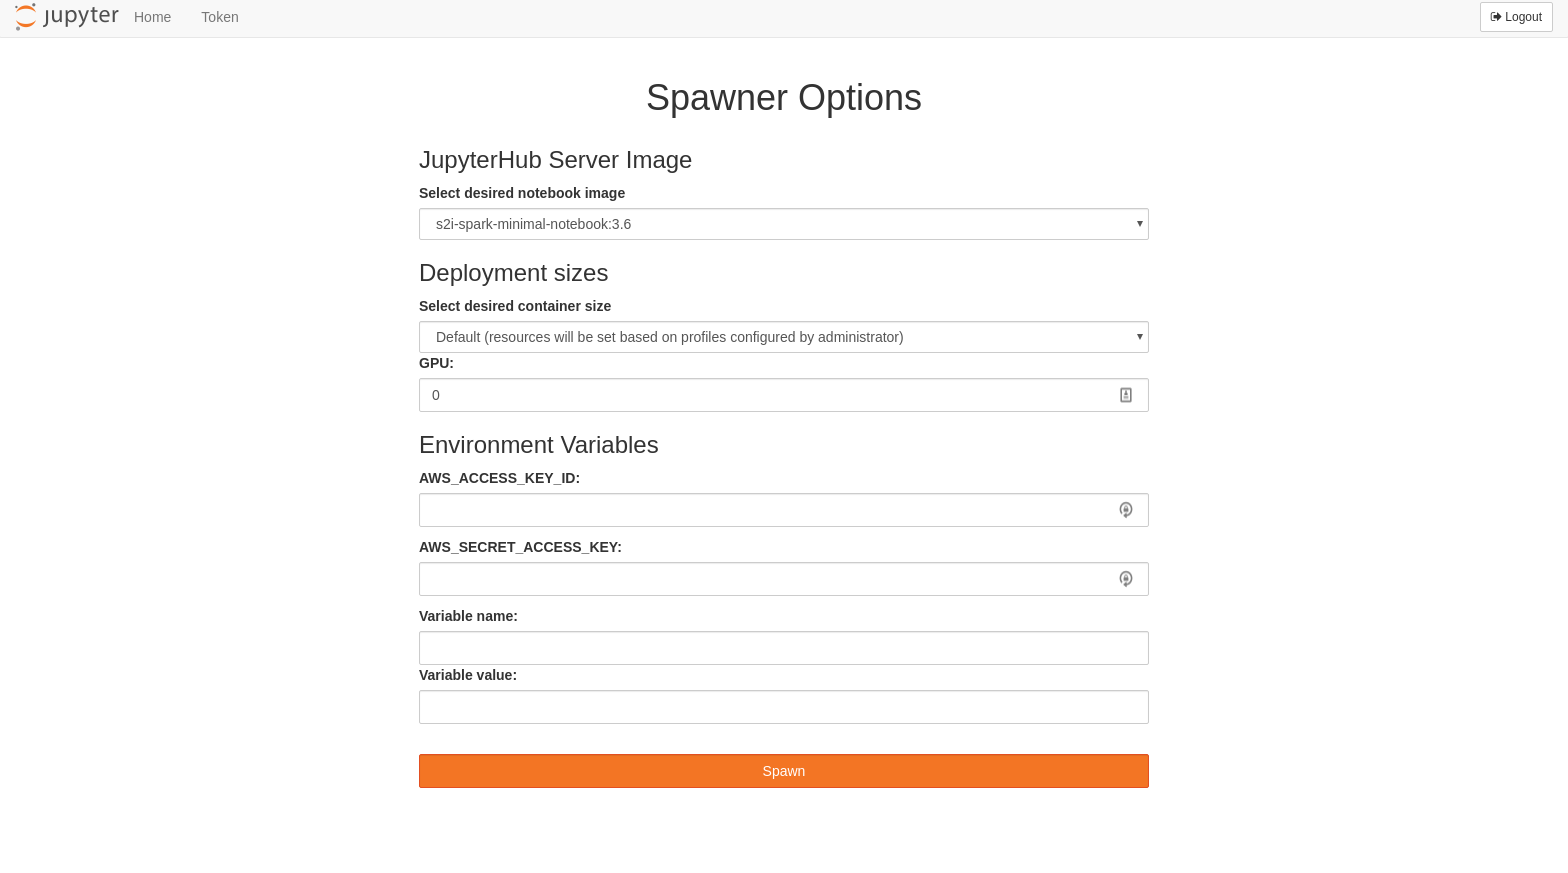 jupyter Home Token Logout
Spawner Options
JupyterHub Server Image
Select desired notebook image
s2i-spark-minimal-notebook:3.6
Deployment sizes
Select desired container size
Default (resources will be set based on profiles configured by administrator)
GPU:
0
Environment Variables
AWS_ACCESS_KEY_ID:
AWS_SECRET_ACCESS_KEY:
Variable name:
Variable value:
Spawn